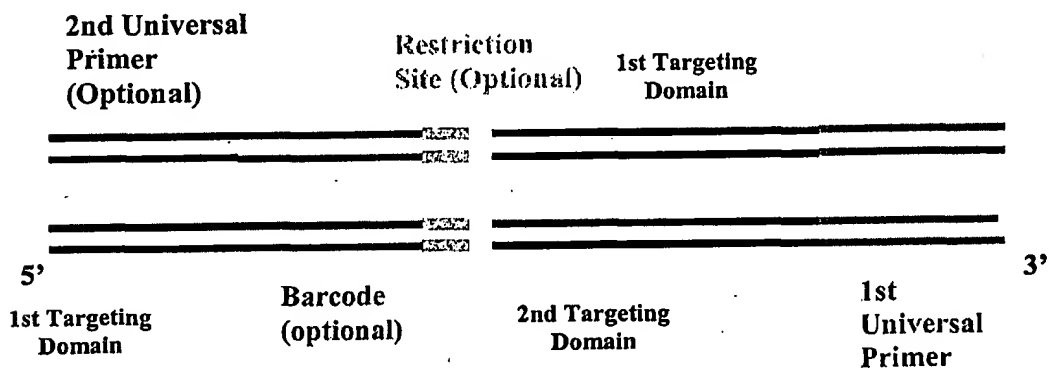 2nd Universal
Primer
(Optional)
Restriction
Site (Optional)
1st Targeting
Domain
5’
3’
1st Targeting
Domain
Barcode
(optional)
2nd Targeting
Domain
1st
Universal
Primer